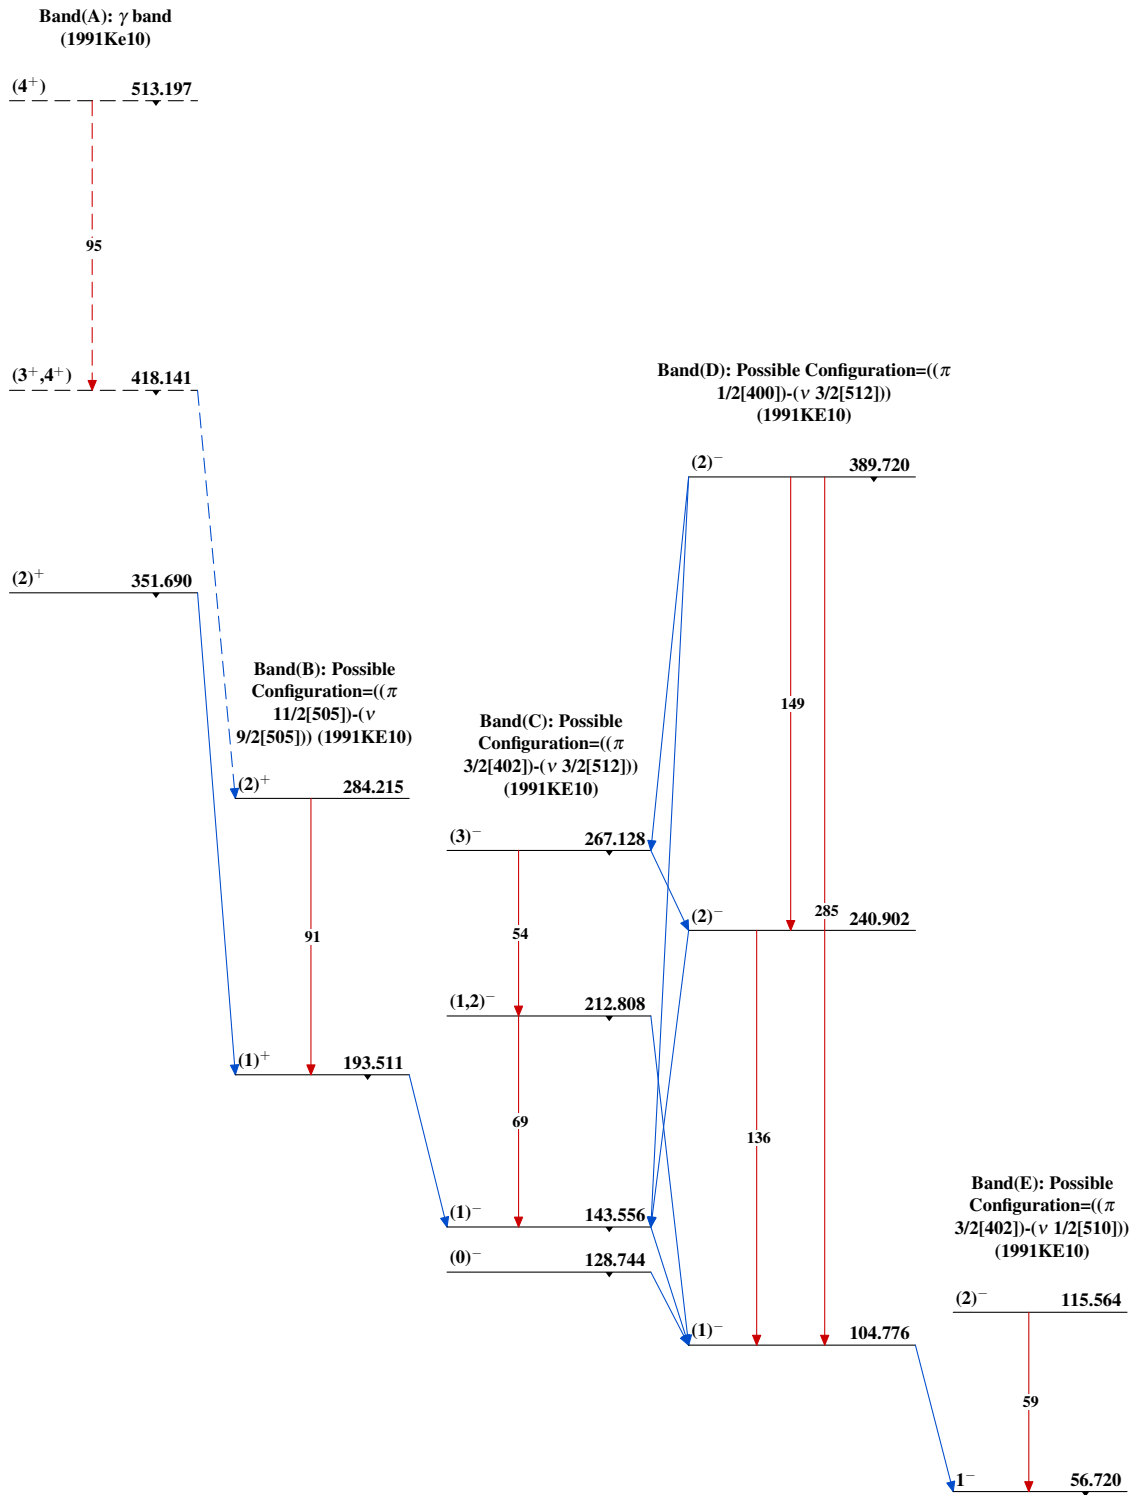 Band(A): γ band
(1991Ke10)
(4⁺) 513.197
95
(3⁺,4⁺) 418.141
(2)⁺ 351.690
Band(B): Possible
Configuration=((π
11/2[505])-(ν
9/2[505])) (1991KE10)
(2)⁺ 284.215
91
(1)⁺ 193.511
Band(C): Possible
Configuration=((π
3/2[402])-(ν 3/2[512]))
(1991KE10)
(3)⁻ 267.128
54
(1,2)⁻ 212.808
69
(1)⁻ 143.556
(0)⁻ 128.744
Band(D): Possible Configuration=((π
1/2[400])-(ν 3/2[512]))
(1991KE10)
(2)⁻ 389.720
149
285
(2)⁻ 240.902
136
(1)⁻ 104.776
Band(E): Possible
Configuration=((π
3/2[402])-(ν 1/2[510]))
(1991KE10)
(2)⁻ 115.564
59
1⁻ 56.720